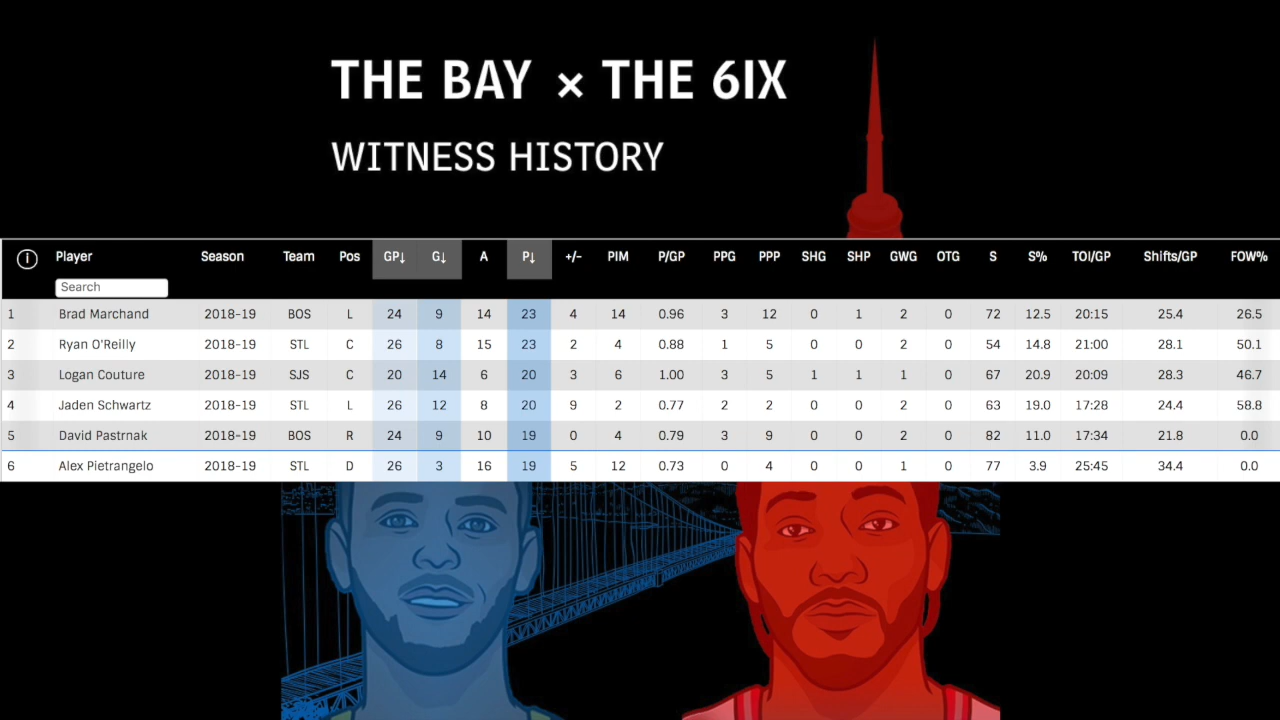 THE BAY × THE 6IX
WITNESS HISTORY
i Player Season Team Pos GP↓ G↓ A P↓ +/- PIM P/GP PPG PPP SHG SHP GWG OTG S S% TOI/GP Shifts/GP FOW%
Search
1 Brad Marchand 2018-19 BOS L 24 9 14 23 4 14 0.96 3 12 0 1 2 0 72 12.5 20:15 25.4 26.5
2 Ryan O'Reilly 2018-19 STL C 26 8 15 23 2 4 0.88 1 5 0 0 2 0 54 14.8 21:00 28.1 50.1
3 Logan Couture 2018-19 SJS C 20 14 6 20 3 6 1.00 3 5 1 1 1 0 67 20.9 20:09 28.3 46.7
4 Jaden Schwartz 2018-19 STL L 26 12 8 20 9 2 0.77 2 2 0 0 2 0 63 19.0 17:28 24.4 58.8
5 David Pastrnak 2018-19 BOS R 24 9 10 19 0 4 0.79 3 9 0 0 2 0 82 11.0 17:34 21.8 0.0
6 Alex Pietrangelo 2018-19 STL D 26 3 16 19 5 12 0.73 0 4 0 0 1 0 77 3.9 25:45 34.4 0.0